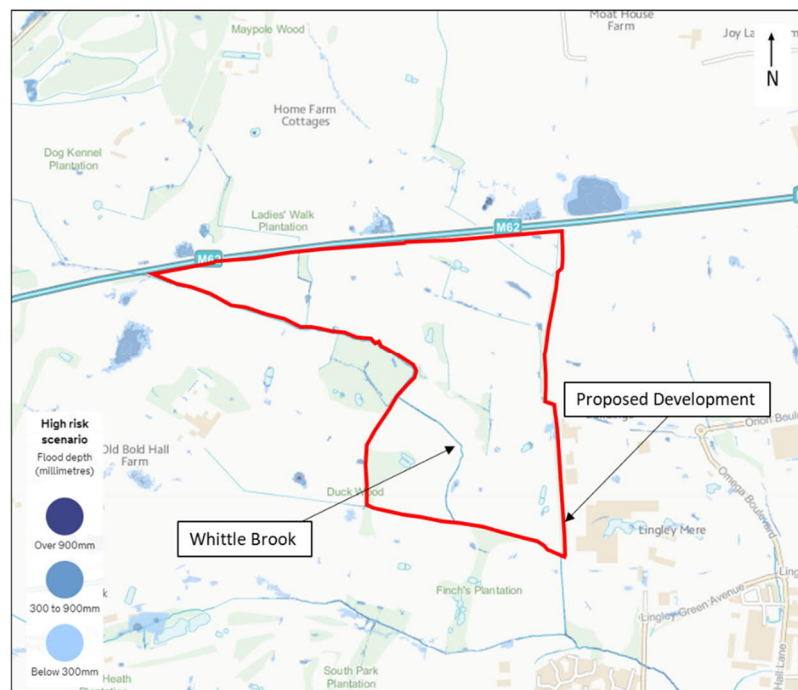 Maypole Wood
Moat House
Farm
N
Home Farm
Cottages
Dog Kennel
Plantation
Ladies' Walk
Plantation
M62
M62
High risk
scenario
Flood depth
(millimetres)
Over 900mm
300 to 900mm
Below 300mm
Old Bold Hall
Farm
Proposed Development
Omega Boulevard
Duck Wood
Whittle Brook
Lingley Mere
Finch's Plantation
Lingley Green Avenue
Hall Lane
South Park
Plantation
Heath